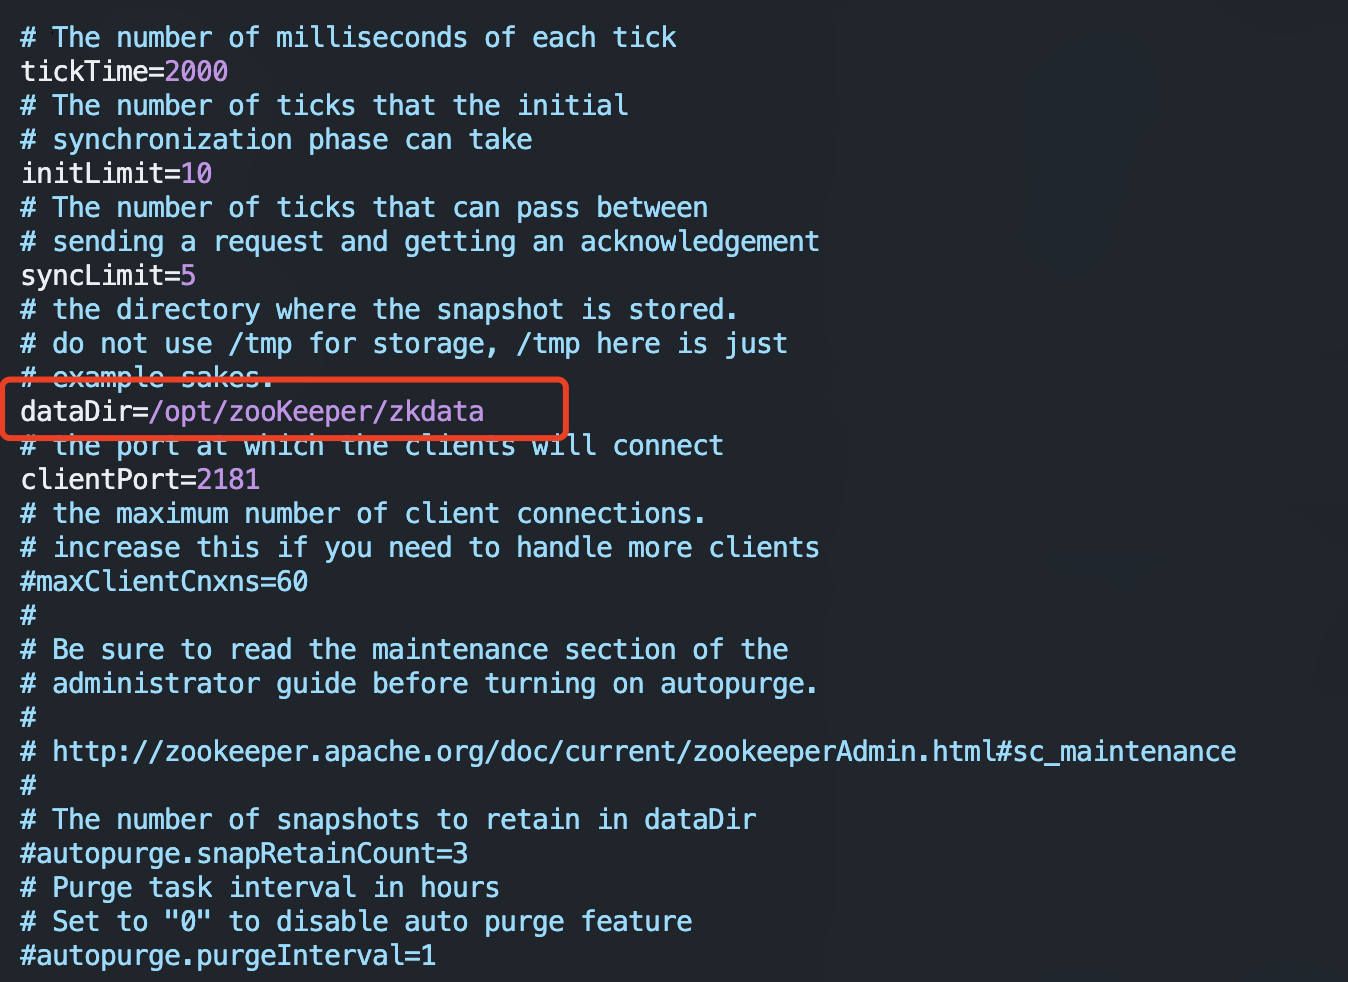 # The number of milliseconds of each tick
tickTime=2000
# The number of ticks that the initial
# synchronization phase can take
initLimit=10
# The number of ticks that can pass between
# sending a request and getting an acknowledgement
syncLimit=5
# the directory where the snapshot is stored.
# do not use /tmp for storage, /tmp here is just
# example sakes.
dataDir=/opt/zooKeeper/zkdata
# the port at which the clients will connect
clientPort=2181
# the maximum number of client connections.
# increase this if you need to handle more clients
#maxClientCnxns=60
#
# Be sure to read the maintenance section of the
# administrator guide before turning on autopurge.
#
# http://zookeeper.apache.org/doc/current/zookeeperAdmin.html#sc_maintenance
#
# The number of snapshots to retain in dataDir
#autopurge.snapRetainCount=3
# Purge task interval in hours
# Set to "0" to disable auto purge feature
#autopurge.purgeInterval=1